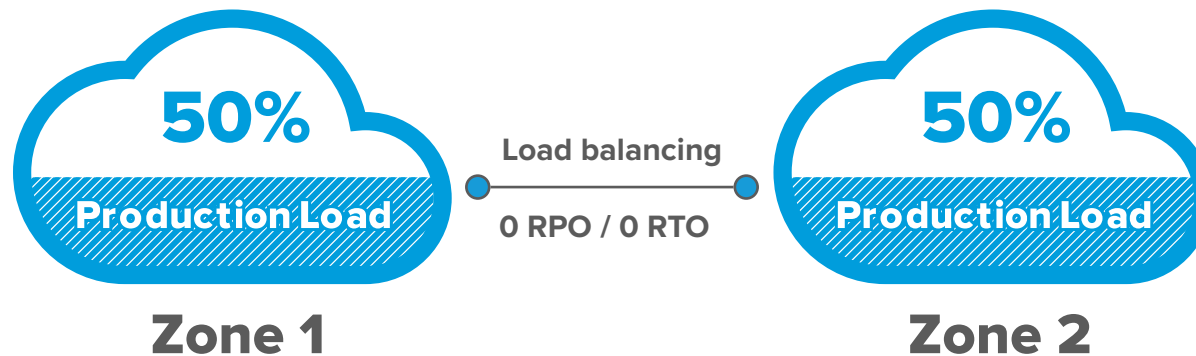 50%
Production Load
Zone 1
Load balancing
0 RPO / 0 RTO
50%
Production Load
Zone 2